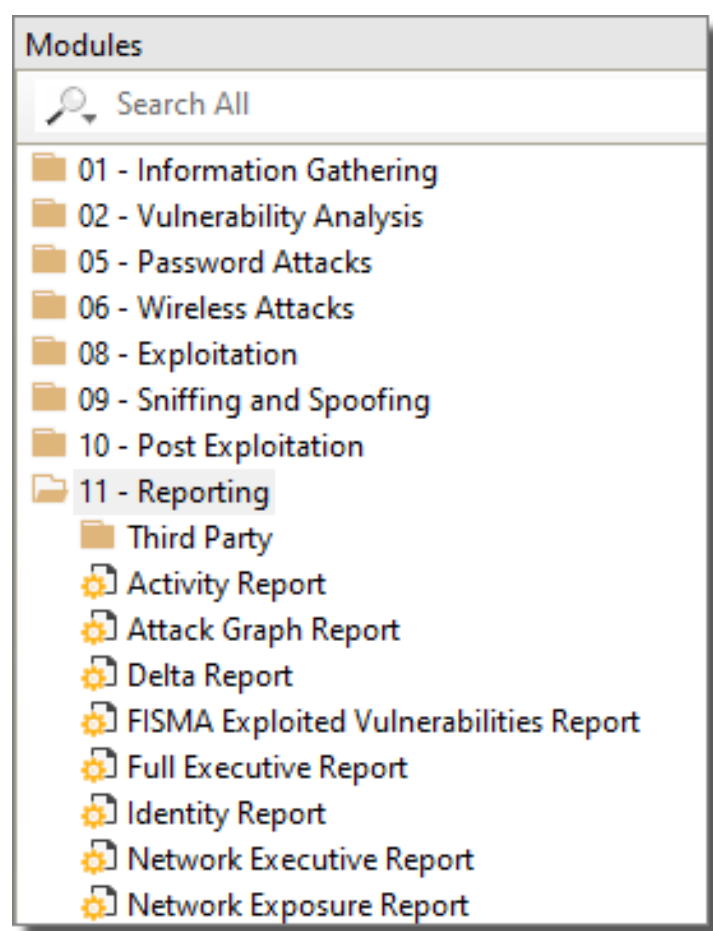 Modules
Search All
01 - Information Gathering
02 - Vulnerability Analysis
05 - Password Attacks
06 - Wireless Attacks
08 - Exploitation
09 - Sniffing and Spoofing
10 - Post Exploitation
11 - Reporting
Third Party
Activity Report
Attack Graph Report
Delta Report
FISMA Exploited Vulnerabilities Report
Full Executive Report
Identity Report
Network Executive Report
Network Exposure Report